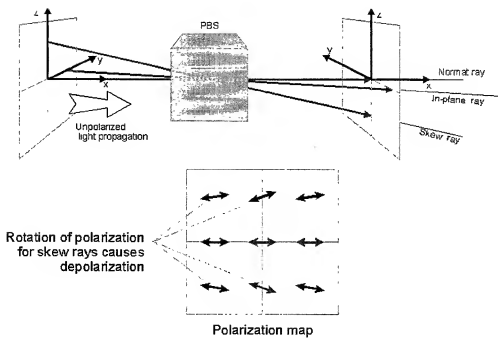 z
PBS
z
y
y
x
x
Normat ray
In-plane ray
Skew ray
Unpolarized
light propagation
Rotation of polarization
for skew rays causes
depolarization
Polarization map